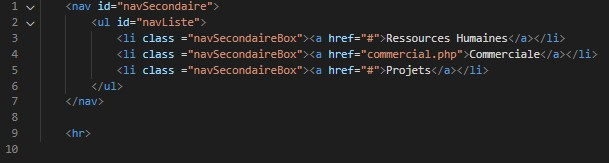 1 <nav id="navSecondaire">
2 <ul id="navListe">
3 <li class ="navSecondaireBox"><a href="#">Ressources Humaines</a></li>
4 <li class ="navSecondaireBox"><a href="commercial.php">Commerciale</a></li>
5 <li class ="navSecondaireBox"><a href="#">Projets</a></li>
6 </ul>
7 </nav>
8
9 <hr>
10